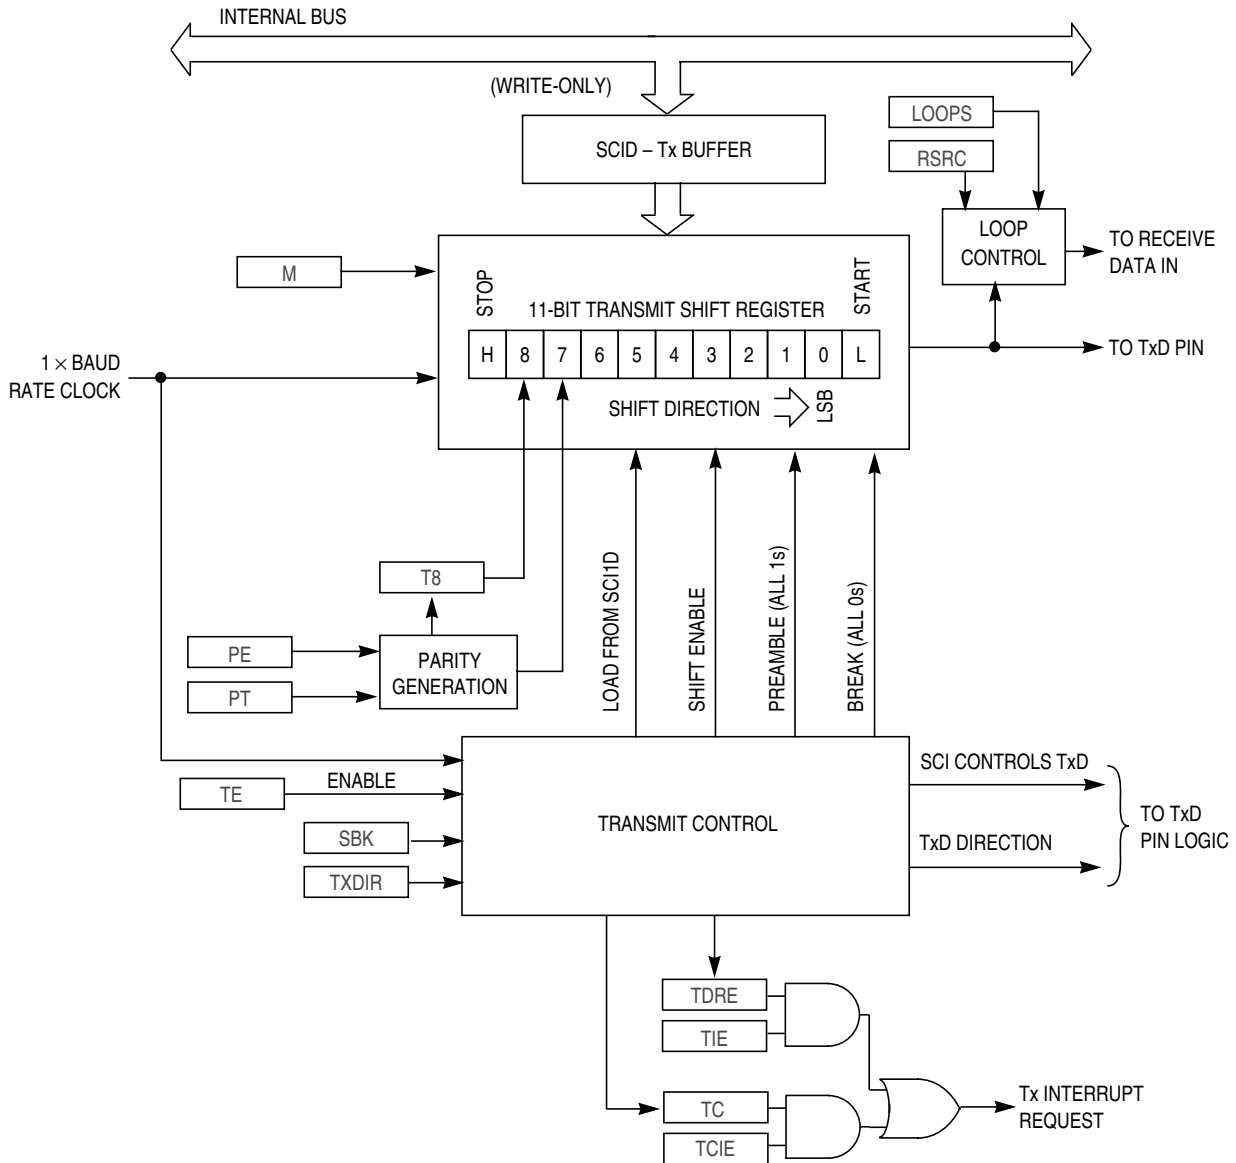 INTERNAL BUS
(WRITE-ONLY)
SCID – Tx BUFFER
LOOPS
RSRC
LOOP
CONTROL
TO RECEIVE
DATA IN
M
STOP
11-BIT TRANSMIT SHIFT REGISTER
START
H 8 7 6 5 4 3 2 1 0 L
SHIFT DIRECTION
LSB
1 × BAUD
RATE CLOCK
TO TxD PIN
T8
PE
PT
PARITY
GENERATION
LOAD FROM SCI1D
SHIFT ENABLE
PREAMBLE (ALL 1s)
BREAK (ALL 0s)
TE
ENABLE
SBK
TXDIR
TRANSMIT CONTROL
SCI CONTROLS TxD
TxD DIRECTION
TO TxD
PIN LOGIC
TDRE
TIE
TC
TCIE
Tx INTERRUPT
REQUEST